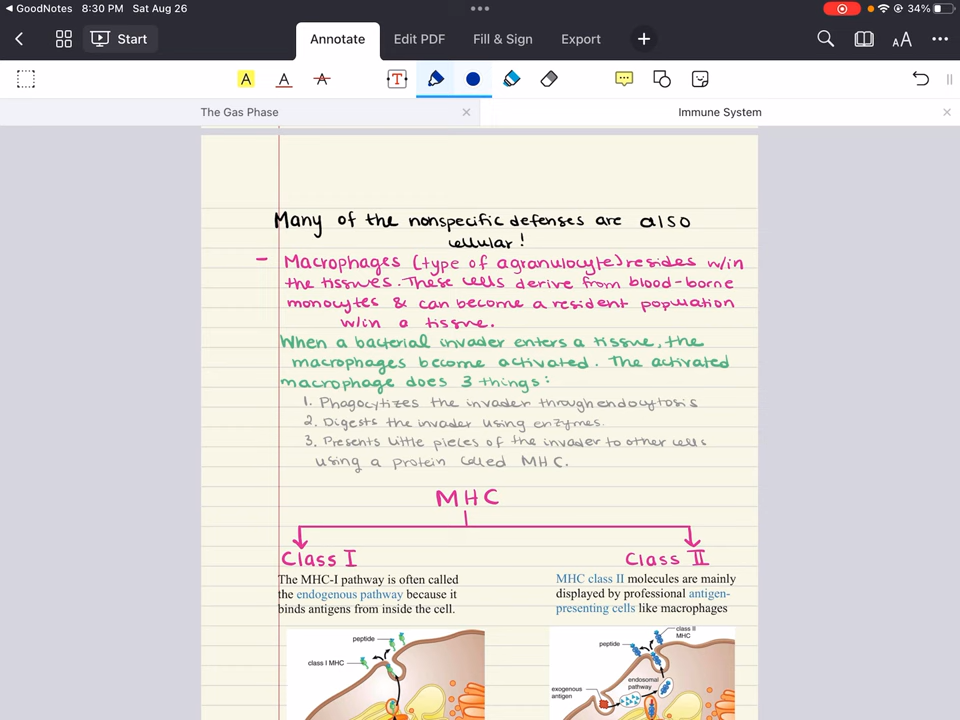 ◀ GoodNotes 8:30 PM Sat Aug 26 34%
Start Annotate Edit PDF Fill & Sign Export + AA
A A A T
The Gas Phase Immune System
Many of the nonspecific defenses are also
cellular!
- Macrophages (type of agranulocyte) resides w/in
the tissues. These cells derive from blood-borne
monocytes & can become a resident population
w/in a tissue.
When a bacterial invader enters a tissue, the
macrophages become activated. The activated
macrophage does 3 things:
1. Phagocytizes the invader through endocytosis
2. Digests the invader using enzymes.
3. Presents little pieces of the invader to other cells
using a protein called MHC.
MHC
Class I Class II
The MHC-I pathway is often called
the endogenous pathway because it
binds antigens from inside the cell.
MHC class II molecules are mainly
displayed by professional antigen-
presenting cells like macrophages
peptide
class I MHC
class II
MHC
peptide
endosomal
pathway
exogenous
antigen